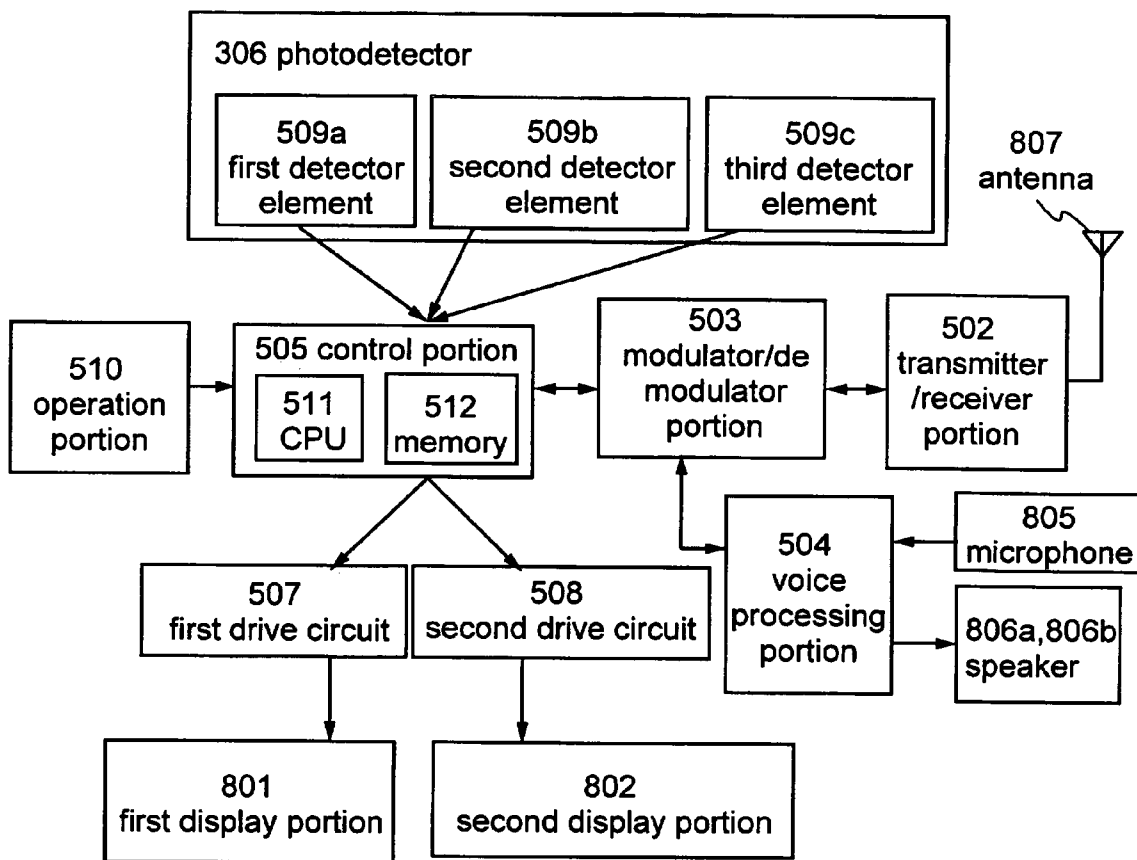 306 photodetector
509a
first detector
element
509b
second detector
element
509c
third detector
element
807
antenna
510
operation
portion
505 control portion
511
CPU
512
memory
503
modulator/de
modulator
portion
502
transmitter
/receiver
portion
507
first drive circuit
508
second drive circuit
504
voice
processing
portion
805
microphone
806a,806b
speaker
801
first display portion
802
second display portion